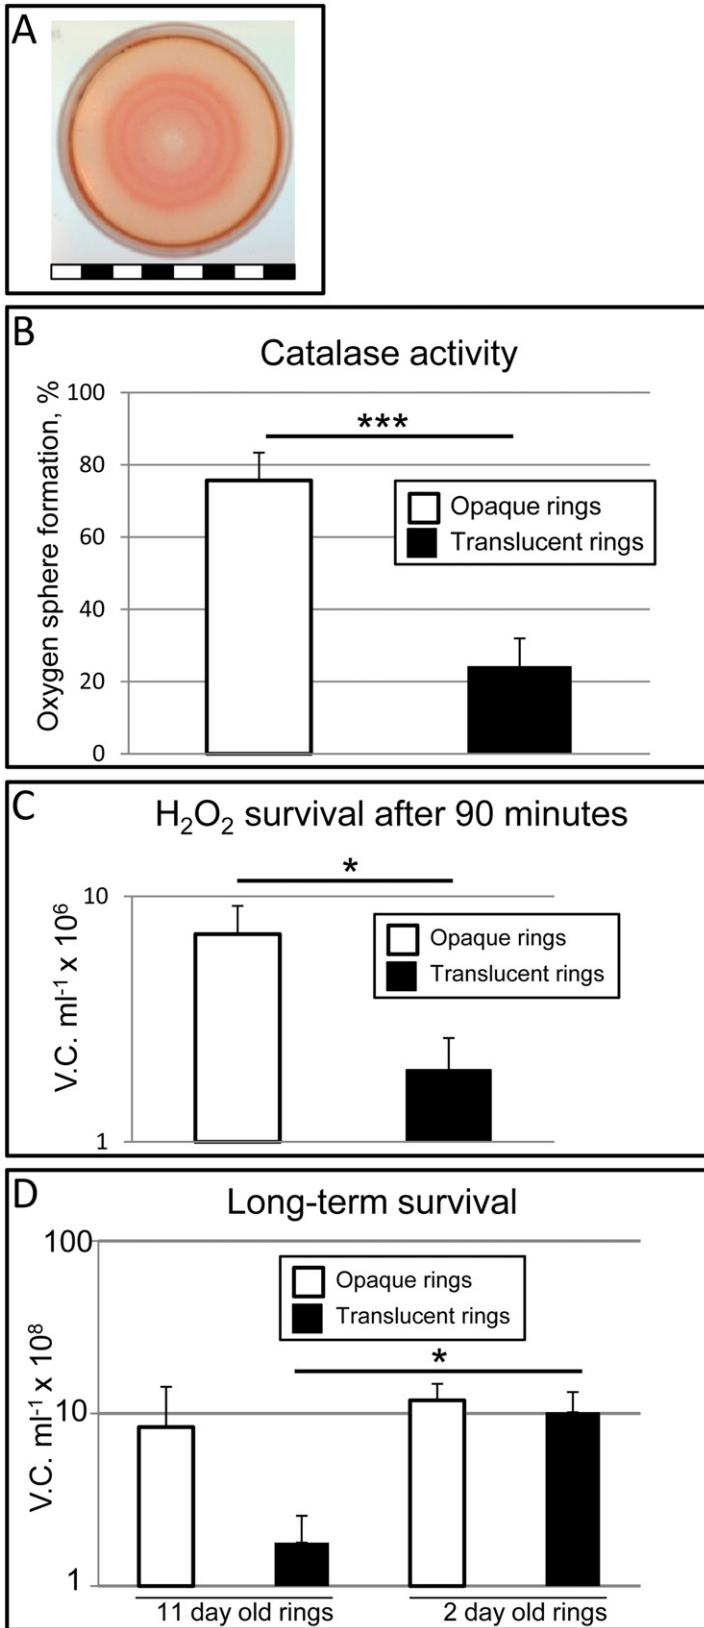 A
B
Catalase activity
Oxygen sphere formation, %
100
80
60
40
20
0
***
Opaque rings
Translucent rings
C
H₂O₂ survival after 90 minutes
V.C. ml⁻¹ x 10⁶
10
1
*
Opaque rings
Translucent rings
D
Long-term survival
V.C. ml⁻¹ x 10⁸
100
10
1
Opaque rings
Translucent rings
*
11 day old rings
2 day old rings